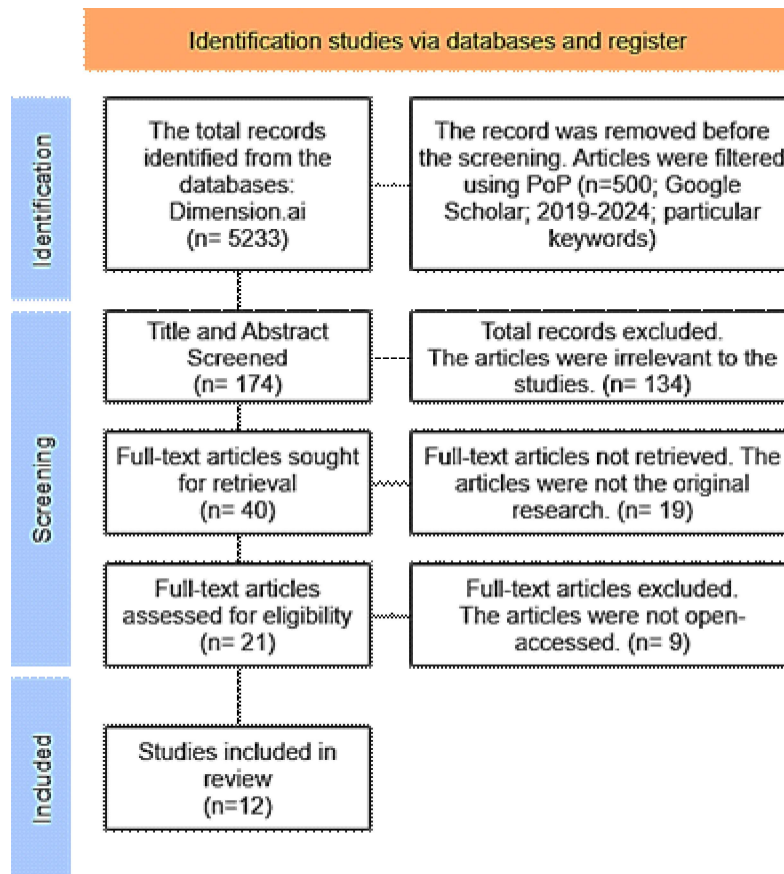 Identification studies via databases and register
Identification
The total records
identified from the
databases:
Dimension.ai
(n= 5233)
The record was removed before
the screening. Articles were filtered
using PoP (n=500; Google
Scholar; 2019-2024; particular
keywords)
Screening
Title and Abstract
Screened
(n= 174)
Total records excluded.
The articles were irrelevant to the
studies. (n= 134)
Full-text articles sought
for retrieval
(n= 40)
Full-text articles not retrieved. The
articles were not the original
research. (n= 19)
Full-text articles
assessed for eligibility
(n= 21)
Full-text articles excluded.
The articles were not open-
accessed. (n= 9)
Included
Studies included in
review
(n=12)